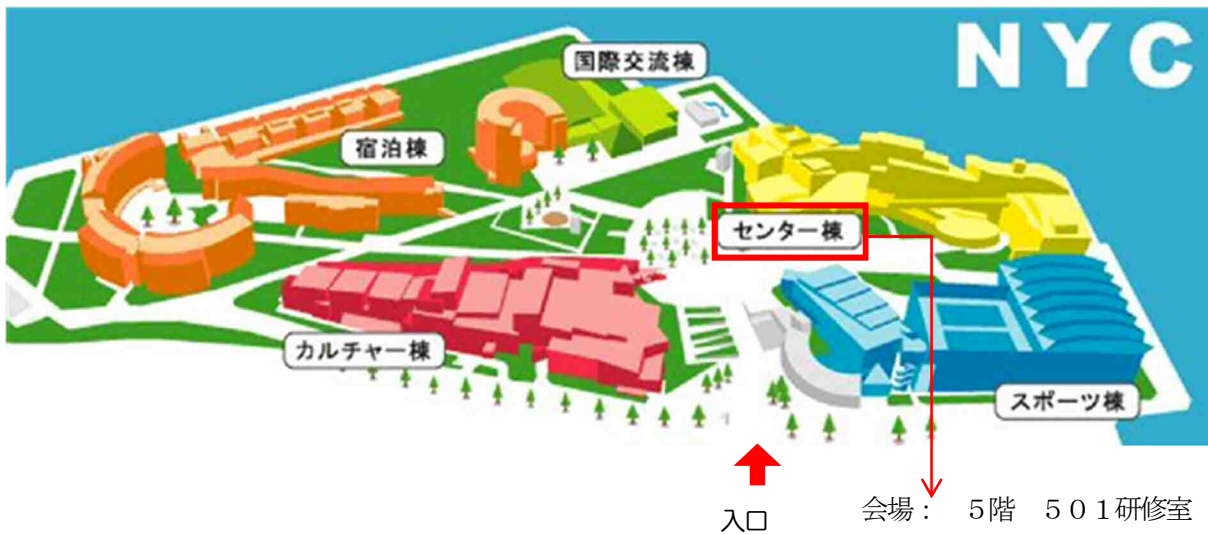 NYC
国際交流棟
宿泊棟
センター棟
カルチャー棟
スポーツ棟
入口
会場： 5階 ５０１研修室